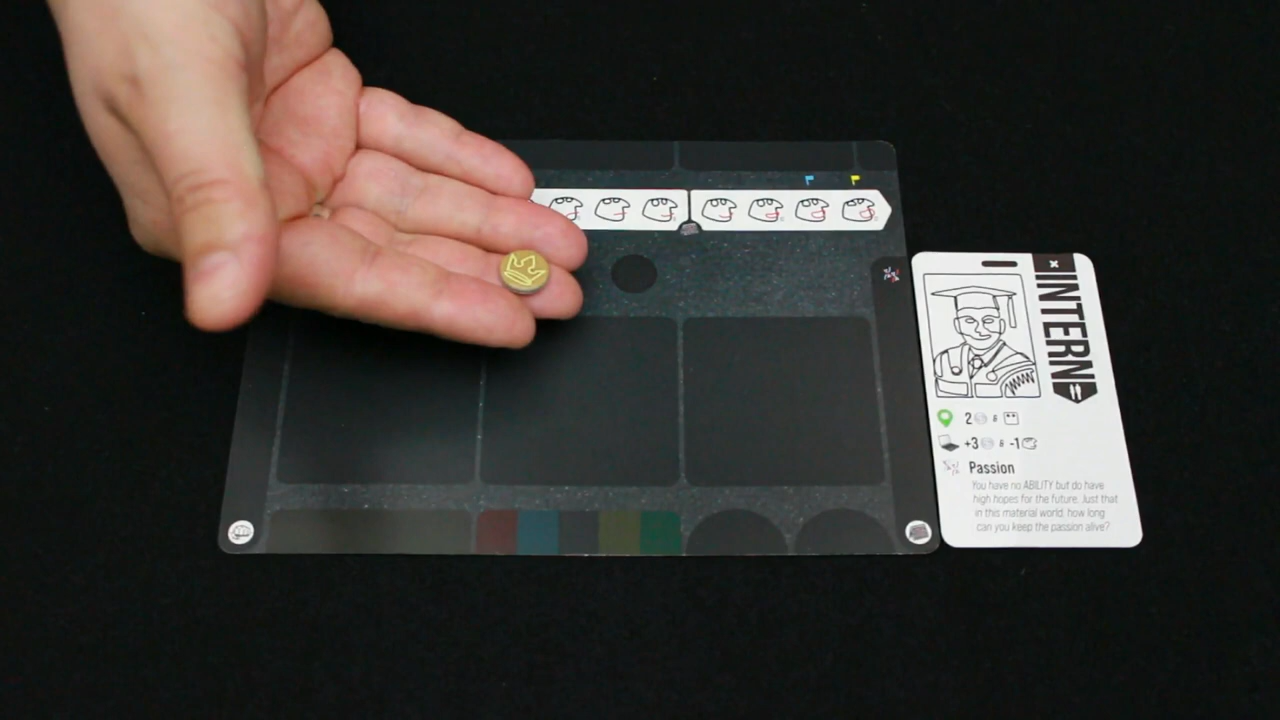 INTERN
2 &
+3 & -1
Passion
You have no ABILITY but do have
high hopes for the future. Just that
in this material world, how long
can you keep the passion alive?